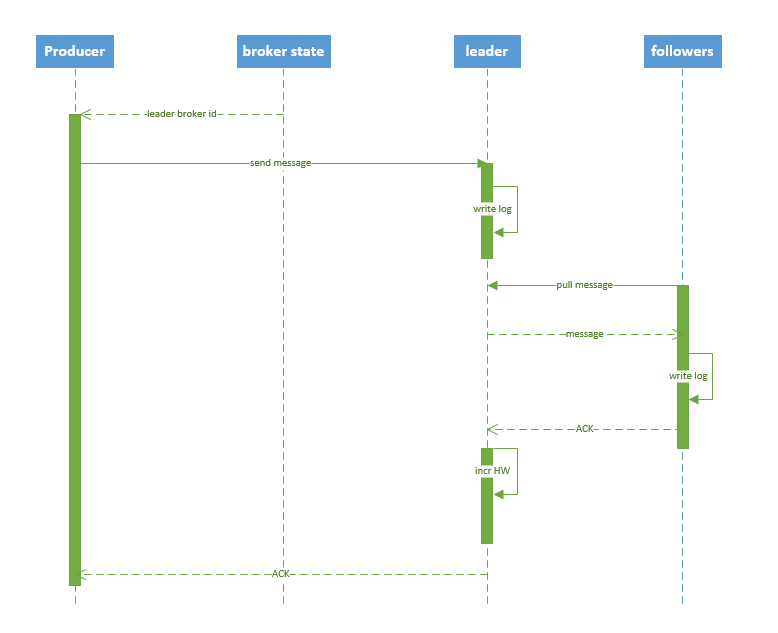 Producer
broker state
leader
followers
leader broker id
send message
write log
pull message
message
write log
ACK
incr HW
ACK